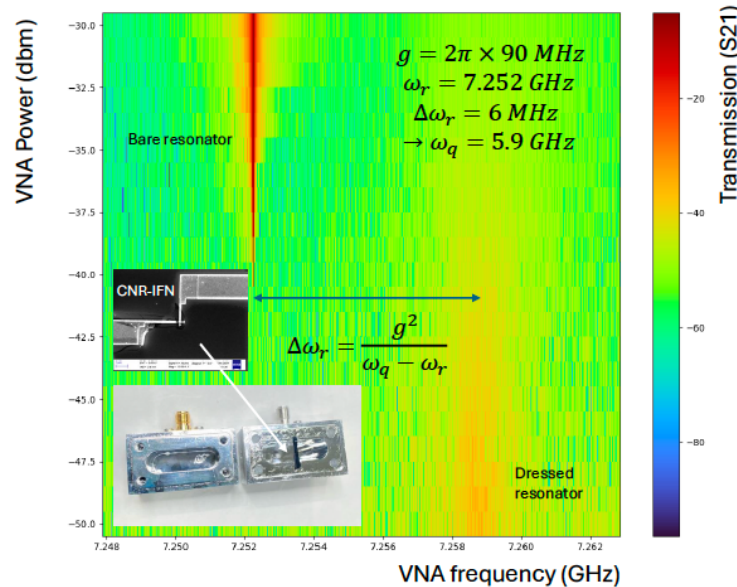 VNA Power (dbm)
−30.0
−32.5
−35.0
−37.5
−40.0
−42.5
−45.0
−47.5
−50.0
g = 2π × 90 MHz
ω_r = 7.252 GHz
Δω_r = 6 MHz
→ ω_q = 5.9 GHz
Bare resonator
CNR-IFN
Δω_r = g² / (ω_q − ω_r)
Dressed
resonator
7.248
7.250
7.252
7.254
7.256
7.258
7.260
7.262
VNA frequency (GHz)
Transmission (S21)
−20
−40
−60
−80